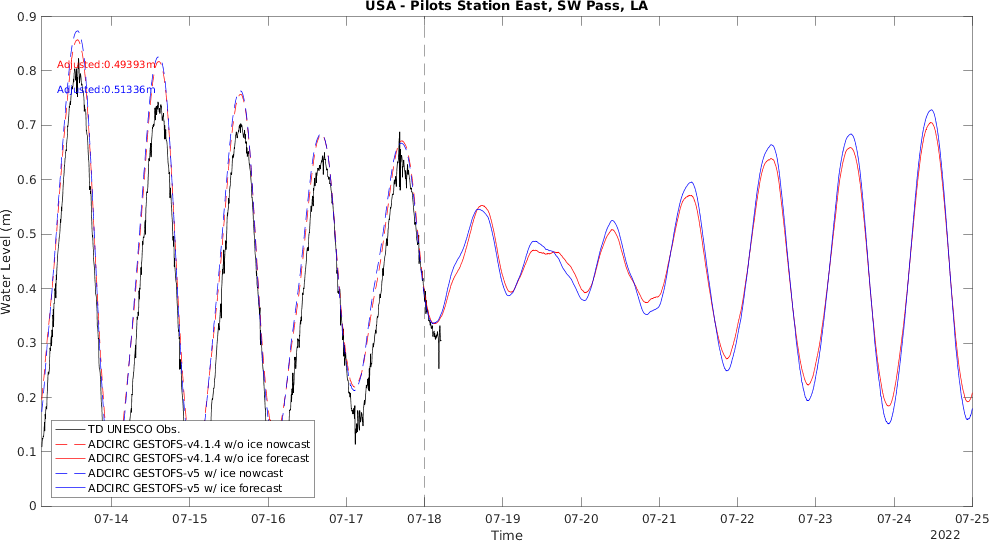 USA - Pilots Station East, SW Pass, LA
0.9
0.8
0.7
0.6
0.5
0.4
0.3
0.2
0.1
0
Water Level (m)
Adjusted:0.49393m
Adjusted:0.51336m
TD UNESCO Obs.
ADCIRC GESTOFS-v4.1.4 w/o ice nowcast
ADCIRC GESTOFS-v4.1.4 w/o ice forecast
ADCIRC GESTOFS-v5 w/ ice nowcast
ADCIRC GESTOFS-v5 w/ ice forecast
07-14 07-15 07-16 07-17 07-18 07-19 07-20 07-21 07-22 07-23 07-24 07-25
Time
2022